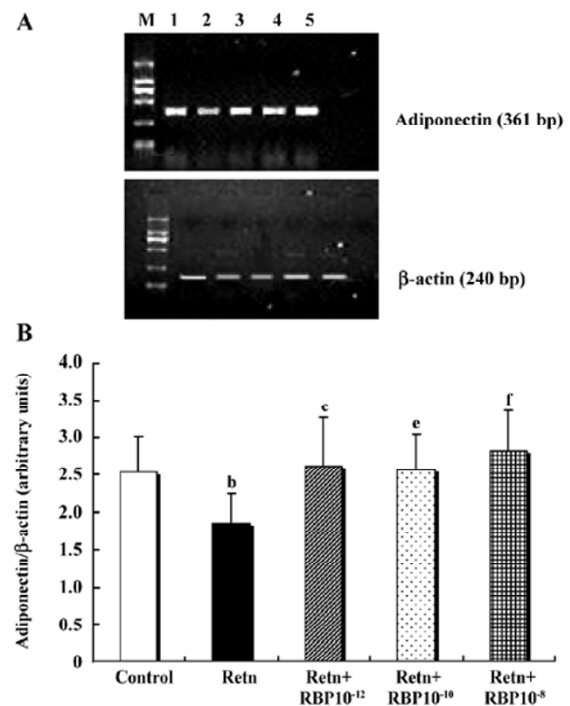 A
M 1 2 3 4 5
Adiponectin (361 bp)
β-actin (240 bp)
B
Adiponectin/β-actin (arbitrary units)
4.0
3.5
3.0
2.5
2.0
1.5
1.0
0.5
0
b
c
e
f
Control Retn Retn+ Retn+ Retn+
RBP10⁻¹² RBP10⁻¹⁰ RBP10⁻⁸